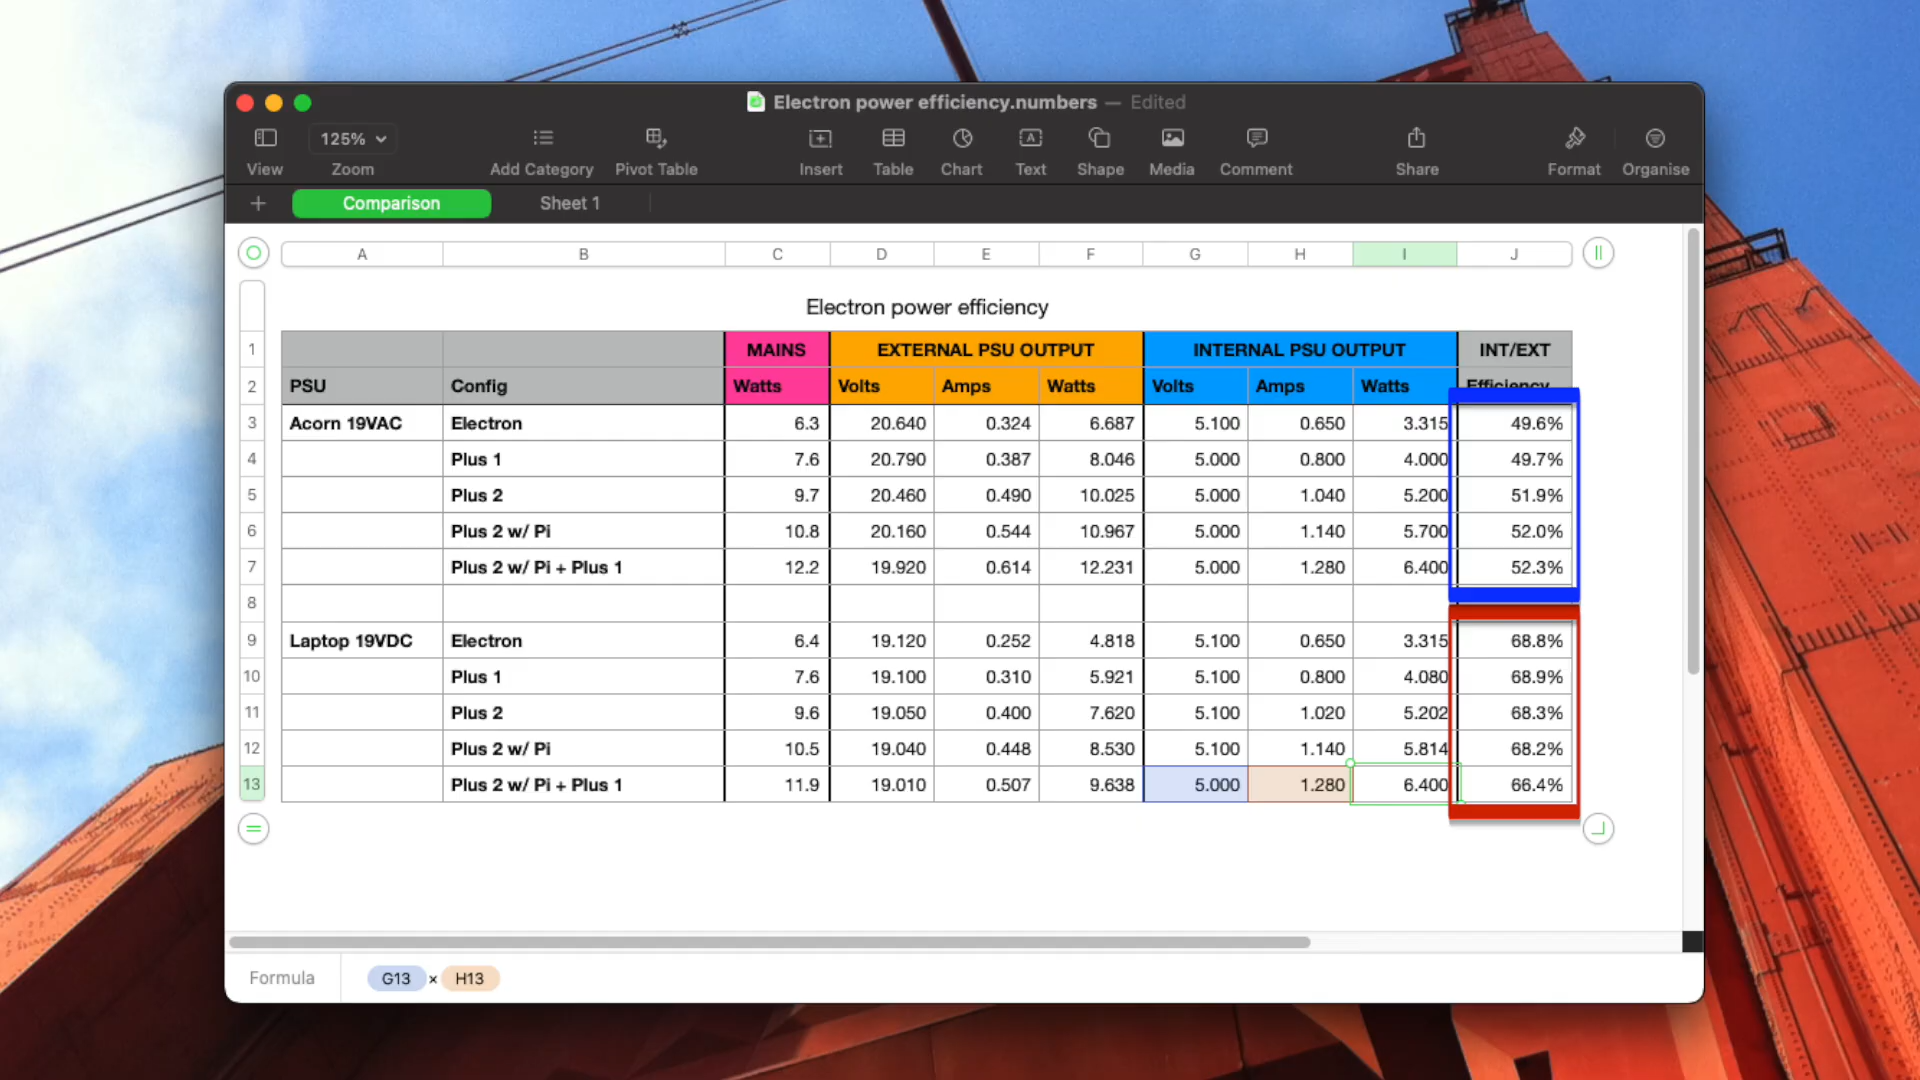 Electron power efficiency.numbers — Edited
125%
View Zoom Add Category Pivot Table Insert Table Chart Text Shape Media Comment Share Format Organise
+ Comparison Sheet 1
A B C D E F G H I J
Electron power efficiency
1 MAINS EXTERNAL PSU OUTPUT INTERNAL PSU OUTPUT INT/EXT
2 PSU Config Watts Volts Amps Watts Volts Amps Watts Efficiency
3 Acorn 19VAC Electron 6.3 20.640 0.324 6.687 5.100 0.650 3.315 49.6%
4 Plus 1 7.6 20.790 0.387 8.046 5.000 0.800 4.000 49.7%
5 Plus 2 9.7 20.460 0.490 10.025 5.000 1.040 5.200 51.9%
6 Plus 2 w/ Pi 10.8 20.160 0.544 10.967 5.000 1.140 5.700 52.0%
7 Plus 2 w/ Pi + Plus 1 12.2 19.920 0.614 12.231 5.000 1.280 6.400 52.3%
8
9 Laptop 19VDC Electron 6.4 19.120 0.252 4.818 5.100 0.650 3.315 68.8%
10 Plus 1 7.6 19.100 0.310 5.921 5.100 0.800 4.080 68.9%
11 Plus 2 9.6 19.050 0.400 7.620 5.100 1.020 5.202 68.3%
12 Plus 2 w/ Pi 10.5 19.040 0.448 8.530 5.100 1.140 5.814 68.2%
13 Plus 2 w/ Pi + Plus 1 11.9 19.010 0.507 9.638 5.000 1.280 6.400 66.4%
Formula G13 × H13